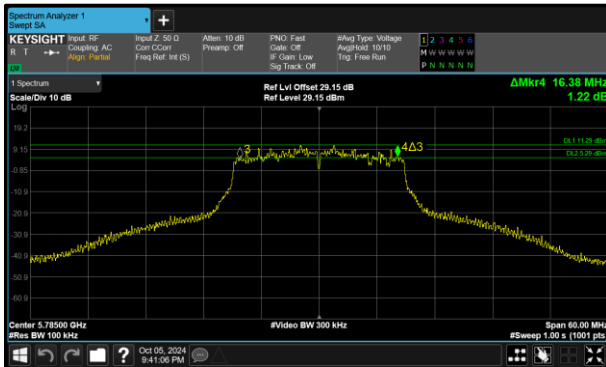 Spectrum Analyzer 1
Swept SA
KEYSIGHT
R T
Input: RF
Coupling: AC
Align: Partial
Input Z: 50 Ω
Corr CCorr
Freq Ref: Int (S)
Atten: 10 dB
Preamp: Off
PNO: Fast
Gate: Off
IF Gain: Low
Sig Track: Off
#Avg Type: Voltage
Avg|Hold: 10/10
Trig: Free Run
1 2 3 4 5 6
M W W W W W
P N N N N N
1 Spectrum
Scale/Div 10 dB
Log
Ref Lvl Offset 29.15 dB
Ref Level 29.15 dBm
ΔMkr4 16.38 MHz
1.22 dB
19.2
9.15
-0.85
-10.9
-20.9
-30.9
-40.9
-50.9
-60.9
3
4Δ3
DL1 11.29 dBm
DL2 5.29 dBm
Center 5.78500 GHz
#Res BW 100 kHz
#Video BW 300 kHz
Span 60.00 MHz
#Sweep 1.00 s (1001 pts)
?
Oct 05, 2024
9:41:06 PM